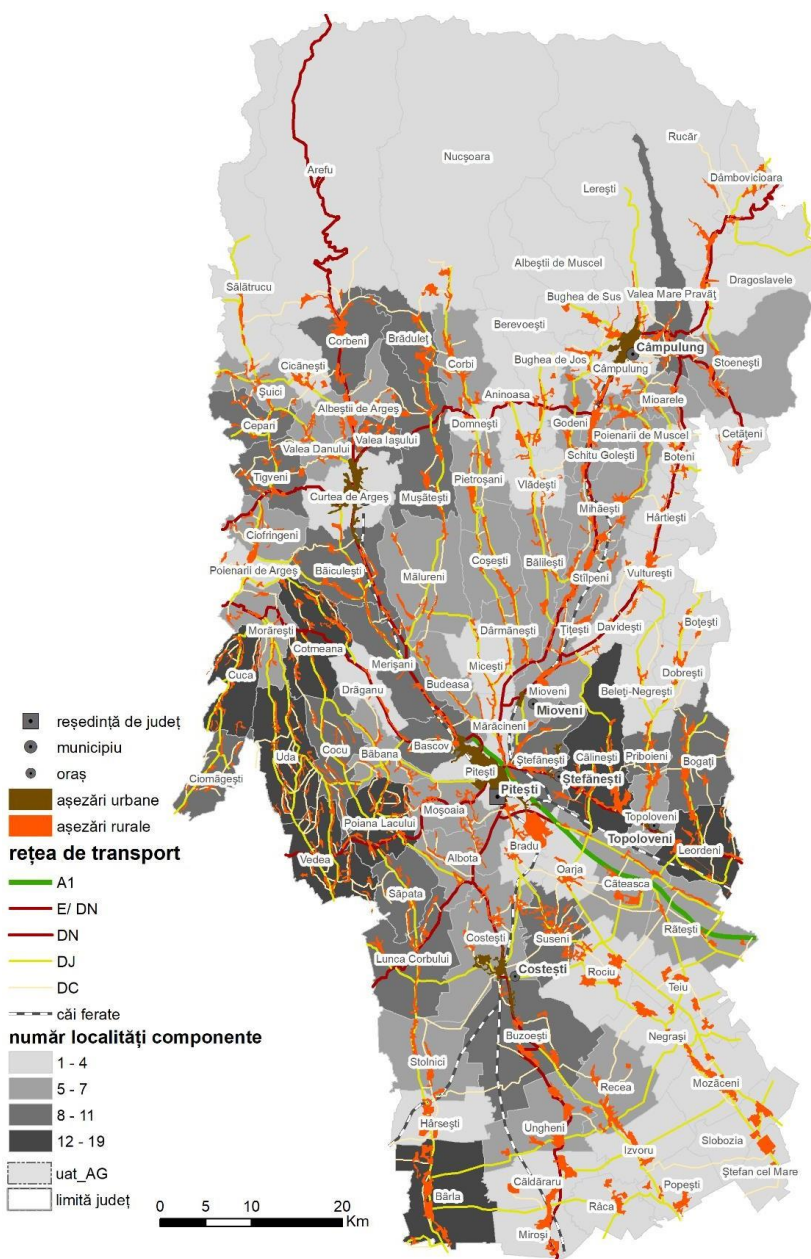 Rucăr
Nucșoara
Arefu
Dâmbovicioara
Lerești
Albeștii de Muscel
Dragoslavele
Sălătrucu
Bughea de Sus
Valea Mare Pravăț
Berevoești
Corbeni
Brăduleț
Câmpulung
Corbi
Bughea de Jos
Stoenești
Cicănești
Câmpulung
Șuici
Aninoasa
Mioarele
Albeștii de Argeș
Cepari
Domnești
Godeni
Poienarii de Muscel
Cetățeni
Valea Danului
Valea Iașului
Schitu Golești
Boteni
Tigveni
Pietroșani
Vlădești
Curtea de Argeș
Mușătești
Mihăești
Hârtiești
Ciofringeni
Coșești
Bălilești
Poienarii de Argeș
Băiculești
Mălureni
Stîlpeni
Vulturești
Morărești
Dârmănești
Țițești
Davidești
Boțești
Cotmeana
Merișani
Micești
Cuca
Budeasa
Dobrești
Drăganu
Mioveni
Beleți-Negrești
Mioveni
Mărăcineni
Bascov
Cocu
Băbana
Uda
Ștefănești
Călinești
Priboieni
Bogați
Pitești
Ștefănești
Ciomăgești
Pitești
Moșoaia
Topoloveni
Poiana Lacului
Topoloveni
Bradu
Leordeni
Vedea
Albota
Oarja
Săpata
Căteasca
Costești
Suseni
Rătești
Lunca Corbului
Costești
Rociu
Teiu
Buzoești
Negrași
Stolnici
Recea
Mozăceni
Hârsești
Ungheni
Slobozia
Izvoru
Ștefan cel Mare
Căldăraru
Bârla
Popești
Râca
Miroși
reședință de județ
municipiu
oraș
așezări urbane
așezări rurale
rețea de transport
A1
E/ DN
DN
DJ
DC
căi ferate
număr localități componente
1 - 4
5 - 7
8 - 11
12 - 19
uat_AG
limită județ
0 5 10 20
Km